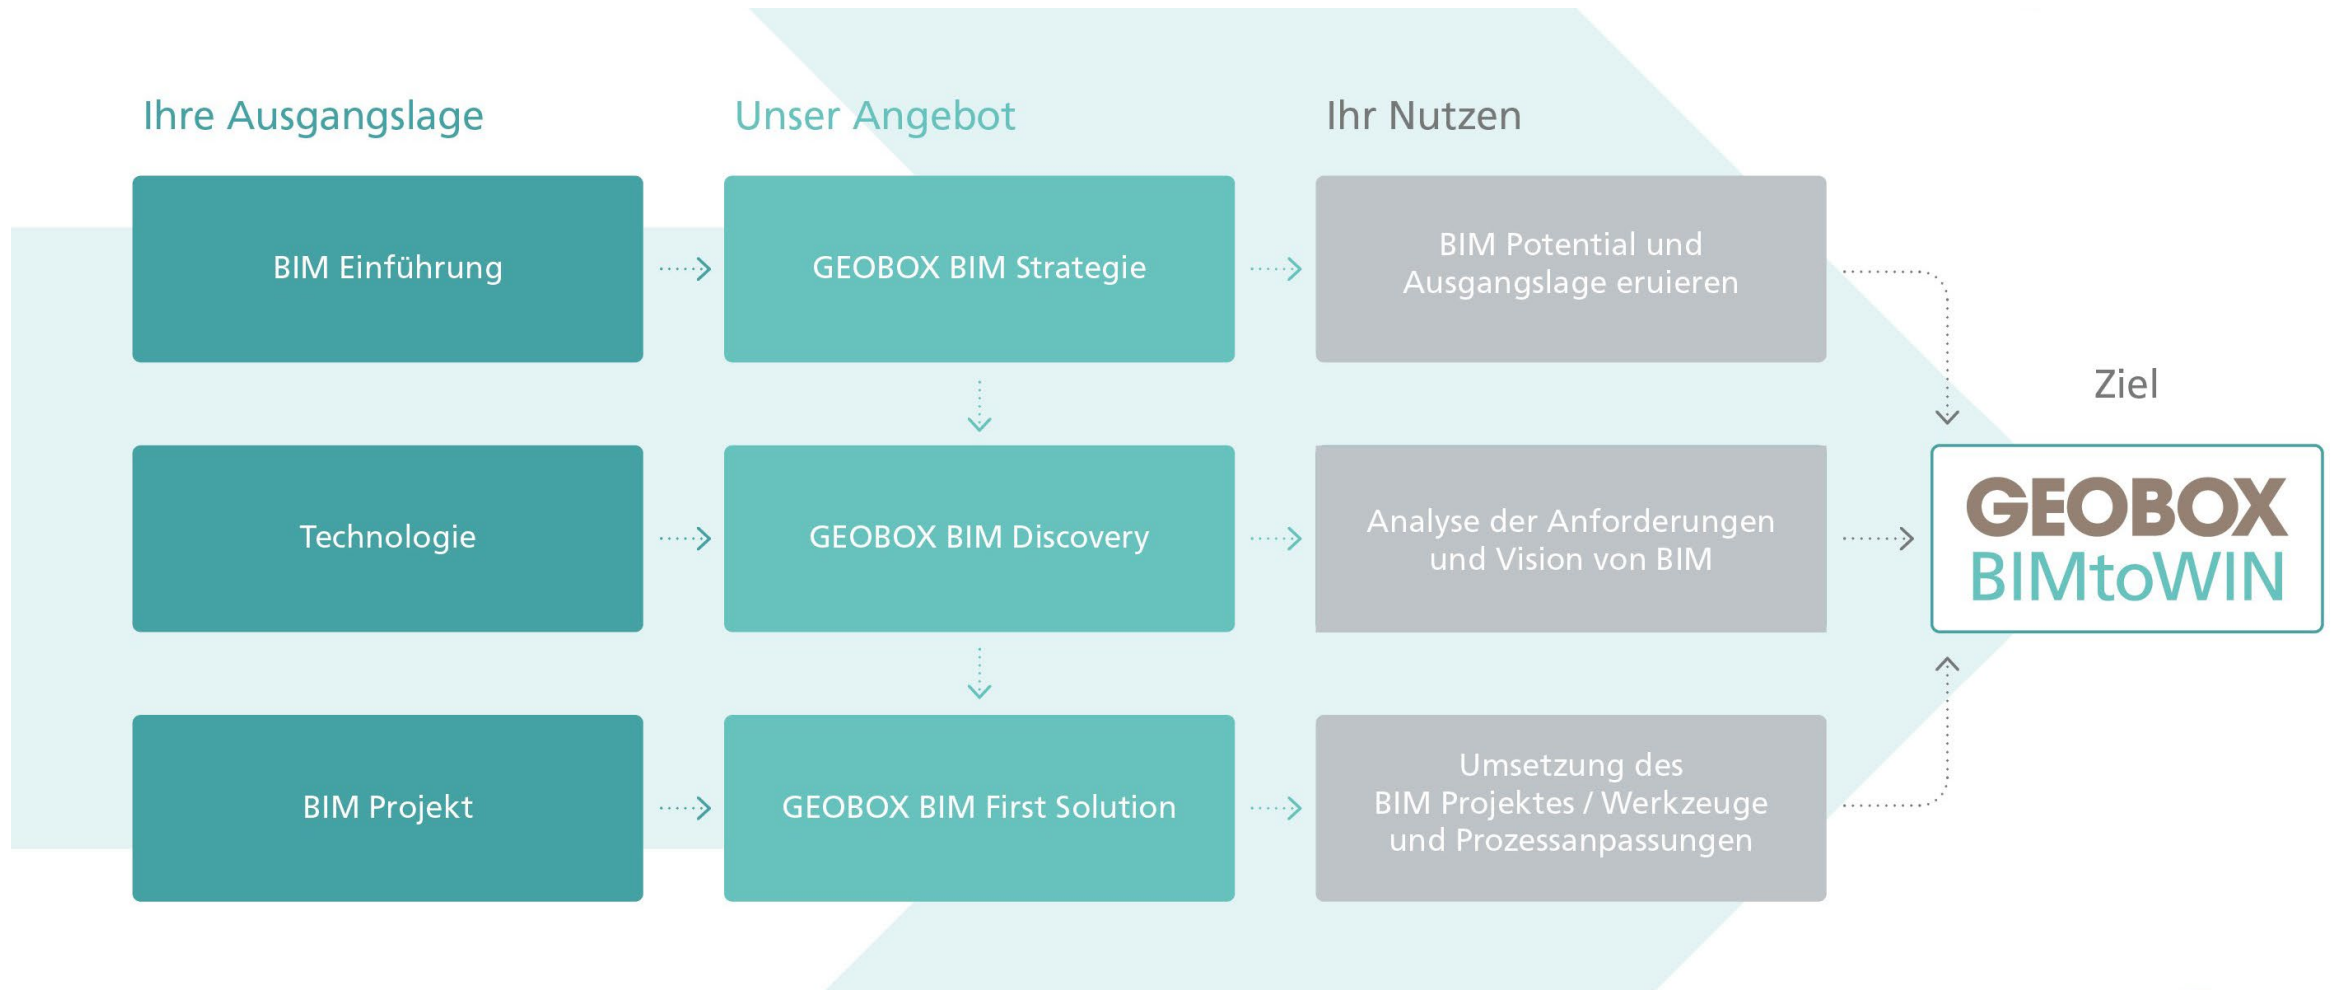 Ihre Ausgangslage
Unser Angebot
Ihr Nutzen
BIM Einführung
GEOBOX BIM Strategie
BIM Potential und
Ausgangslage eruieren
Ziel
Technologie
GEOBOX BIM Discovery
Analyse der Anforderungen
und Vision von BIM
GEOBOX
BIMtoWIN
BIM Projekt
GEOBOX BIM First Solution
Umsetzung des
BIM Projektes / Werkzeuge
und Prozessanpassungen